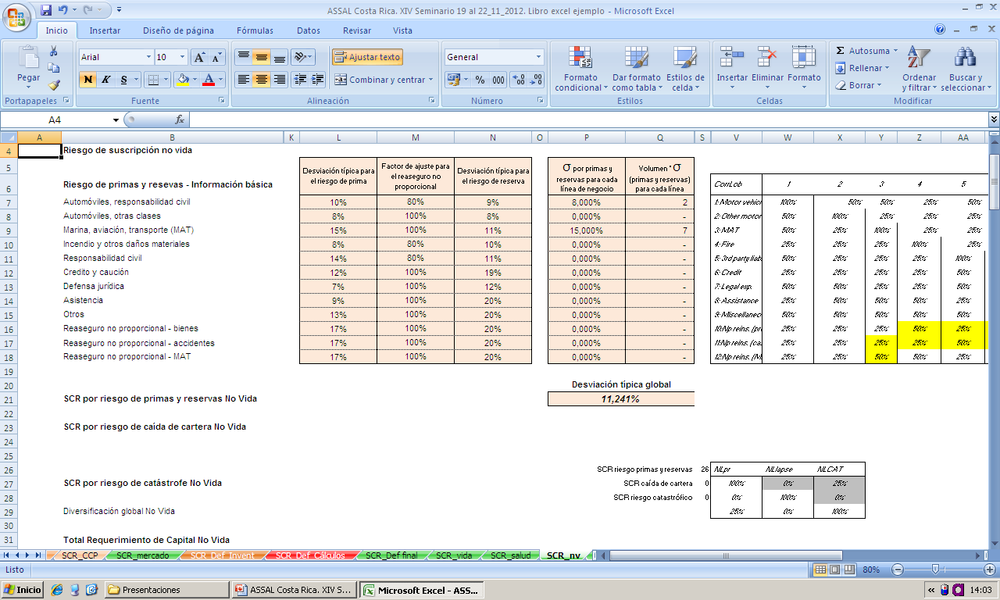 ASSAL Costa Rica. XIV Seminario 19 al 22_11_2012. Libro excel ejemplo - Microsoft Excel
Inicio Insertar Diseño de página Fórmulas Datos Revisar Vista
Pegar
Portapapeles
Arial 10
N K S
Fuente
Ajustar texto
Combinar y centrar
Alineación
General
% 000
Número
Formato condicional
Dar formato como tabla
Estilos de celda
Estilos
Insertar Eliminar Formato
Celdas
Autosuma
Rellenar
Borrar
Ordenar y filtrar
Buscar y seleccionar
Modificar
A4 fx
A B K L M N O P Q S V W X Y Z AA
4 Riesgo de suscripción no vida
5 Desviación típica para el riesgo de prima
Factor de ajuste para el reaseguro no proporcional
Desviación típica para el riesgo de reserva
σ por primas y reservas para cada línea de negocio
Volumen * σ (primas y reservas) para cada línea
6 Riesgo de primas y resevas - Información básica CorrLob 1 2 3 4 5
7 Automóviles, responsabilidad civil 10% 80% 9% 8,000% 2 1: Motor vehicl 100% 50% 50% 25% 50%
8 Automóviles, otras clases 8% 100% 8% 0,000% - 2: Other motor 50% 100% 25% 25% 25%
9 Marina, aviación, transporte (MAT) 15% 100% 11% 15,000% 7 3: MAT 50% 25% 100% 25% 25%
10 Incendio y otros daños materiales 8% 80% 10% 0,000% - 4: Fire 25% 25% 25% 100% 25%
11 Responsabilidad civil 14% 80% 11% 0,000% - 5: 3rd party liab 50% 25% 25% 25% 100%
12 Credito y caución 12% 100% 19% 0,000% - 6: Credit 25% 25% 25% 25% 50%
13 Defensa jurídica 7% 100% 12% 0,000% - 7: Legal exp. 50% 50% 25% 25% 50%
14 Asistencia 9% 100% 20% 0,000% - 8: Assistance 25% 50% 50% 50% 25%
15 Otros 13% 100% 20% 0,000% - 9: Miscellaneo 50% 50% 50% 50% 50%
16 Reaseguro no proporcional - bienes 17% 100% 20% 0,000% - 10: Np reins. (pr 25% 25% 25% 50% 25%
17 Reaseguro no proporcional - accidentes 17% 100% 20% 0,000% - 11: Np reins. (ca 25% 25% 25% 25% 50%
18 Reaseguro no proporcional - MAT 17% 100% 20% 0,000% - 12: Np reins. (M 25% 25% 50% 50% 25%
19
20 Desviación típica global
21 SCR por riesgo de primas y reservas No Vida 11,241%
22
23 SCR por riesgo de caída de cartera No Vida
24
25
26 SCR riesgo primas y reservas 26 NLpr NLlapse NLCAT
27 SCR por riesgo de catástrofe No Vida SCR caída de cartera 0 100% 0% 25%
28 SCR riesgo catastrófico 0 0% 100% 0%
29 Diversificación global No Vida 25% 0% 100%
30
31 Total Requerimiento de Capital No Vida
SCR_CCP SCR_mercado SCR_Def_Invent SCR_Def_Cálculos SCR_Def final SCR_vida SCR_salud SCR_nv
Listo 80%
Inicio Presentaciones ASSAL Costa Rica. XIV S... Microsoft Excel - ASS... 14:03